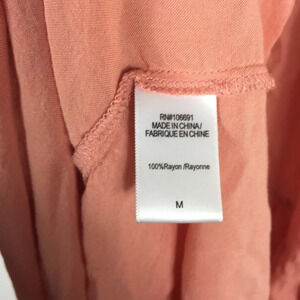 RN#106691
MADE IN CHINA/
FABRIQUE EN CHINE
100%Rayon /Rayonne
M